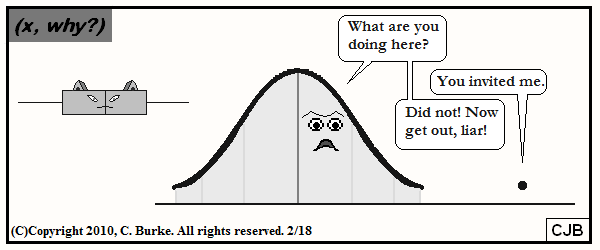 (x, why?)
What are you
doing here?
You invited me.
Did not! Now
get out, liar!
(C)Copyright 2010, C. Burke. All rights reserved. 2/18
CJB